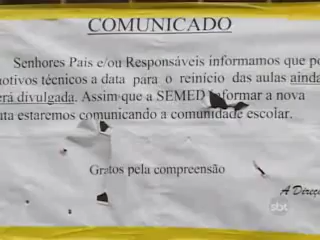 COMUNICADO
Senhores Pais e/ou Responsáveis informamos que po
motivos técnicos a data para o reinício das aulas ainda
erá divulgada. Assim que a SEMED informar a nova
ata estaremos comunicando a comunidade escolar.
Gratos pela compreensão
A Direç
sbt